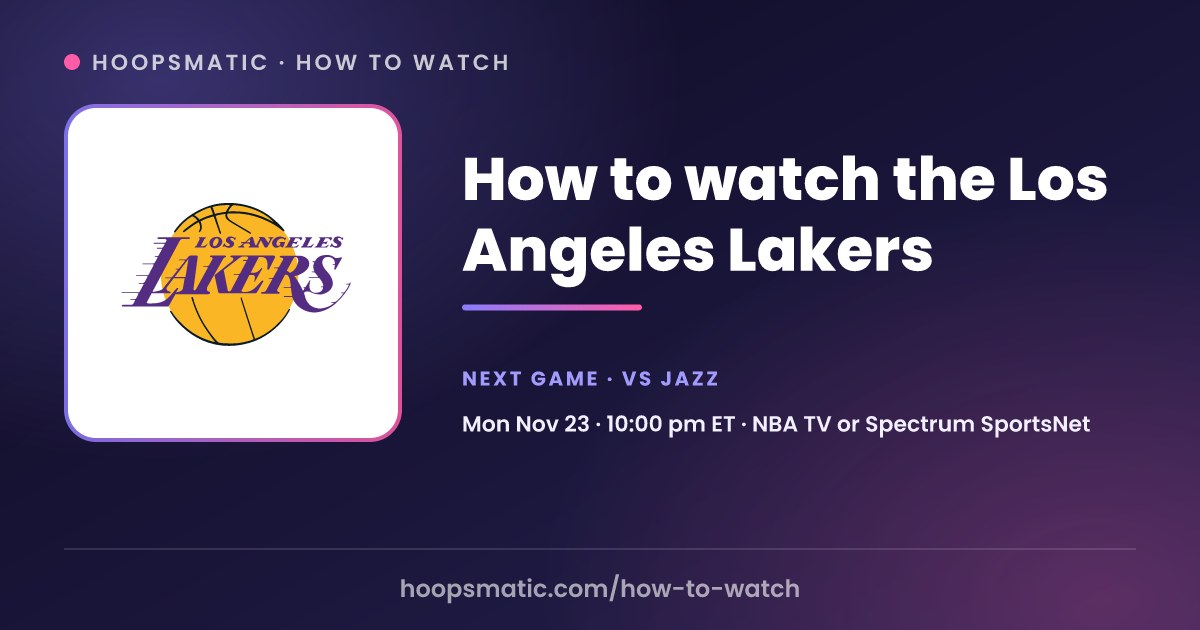 HOOPSMATIC · HOW TO WATCH
LOS ANGELES
LAKERS
How to watch the Los
Angeles Lakers
NEXT GAME · VS JAZZ
Mon Nov 23 · 10:00 pm ET · NBA TV or Spectrum SportsNet
hoopsmatic.com/how-to-watch